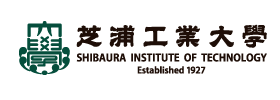 芝浦工業大學
SHIBAURA INSTITUTE OF TECHNOLOGY
Established 1927